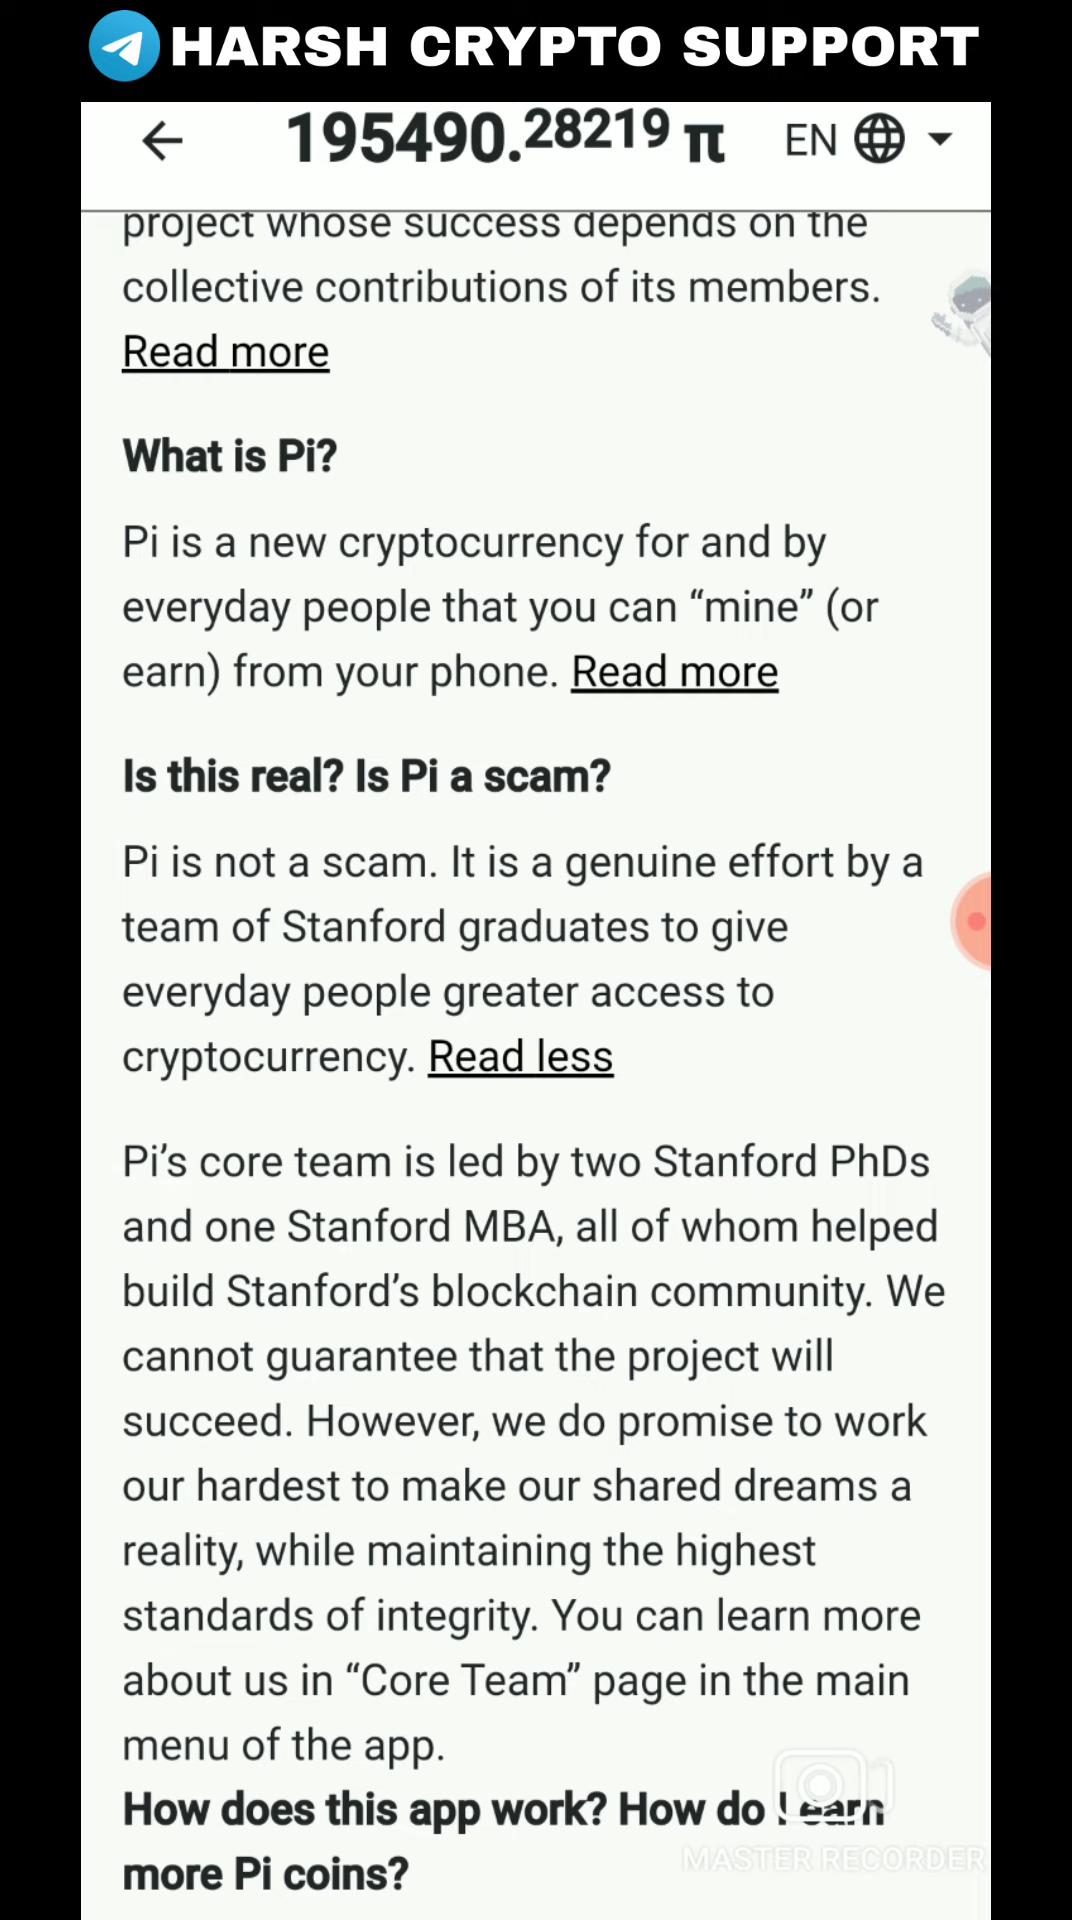 HARSH CRYPTO SUPPORT
195490.28219 π EN
project whose success depends on the
collective contributions of its members.
Read more
What is Pi?
Pi is a new cryptocurrency for and by
everyday people that you can “mine” (or
earn) from your phone. Read more
Is this real? Is Pi a scam?
Pi is not a scam. It is a genuine effort by a
team of Stanford graduates to give
everyday people greater access to
cryptocurrency. Read less
Pi’s core team is led by two Stanford PhDs
and one Stanford MBA, all of whom helped
build Stanford’s blockchain community. We
cannot guarantee that the project will
succeed. However, we do promise to work
our hardest to make our shared dreams a
reality, while maintaining the highest
standards of integrity. You can learn more
about us in “Core Team” page in the main
menu of the app.
How does this app work? How do I earn
more Pi coins?
MASTER RECORDER